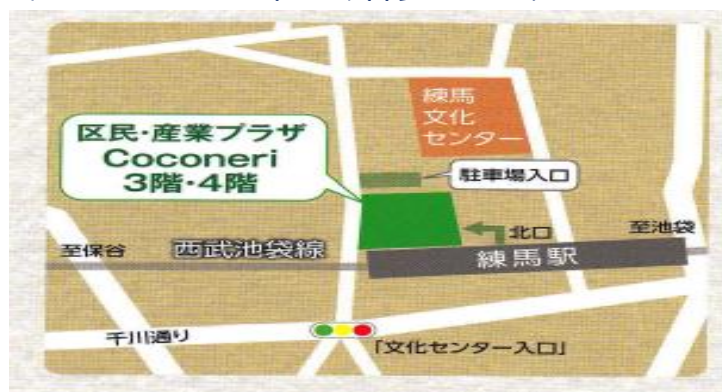 練馬
文化
センター
区民・産業プラザ
Coconeri
3階・4階
駐車場入口
北口
至池袋
至保谷
西武池袋線
練馬駅
千川通り
「文化センター入口」